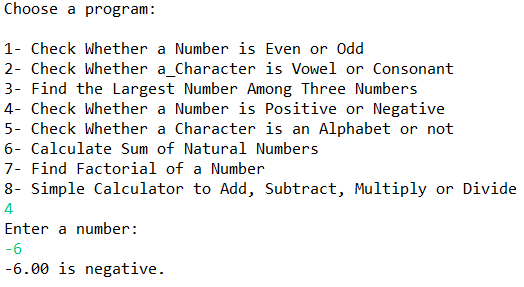 Choose a program:
1- Check Whether a Number is Even or Odd
2- Check Whether a_Character is Vowel or Consonant
3- Find the Largest Number Among Three Numbers
4- Check Whether a Number is Positive or Negative
5- Check Whether a Character is an Alphabet or not
6- Calculate Sum of Natural Numbers
7- Find Factorial of a Number
8- Simple Calculator to Add, Subtract, Multiply or Divide
4
Enter a number:
-6
-6.00 is negative.